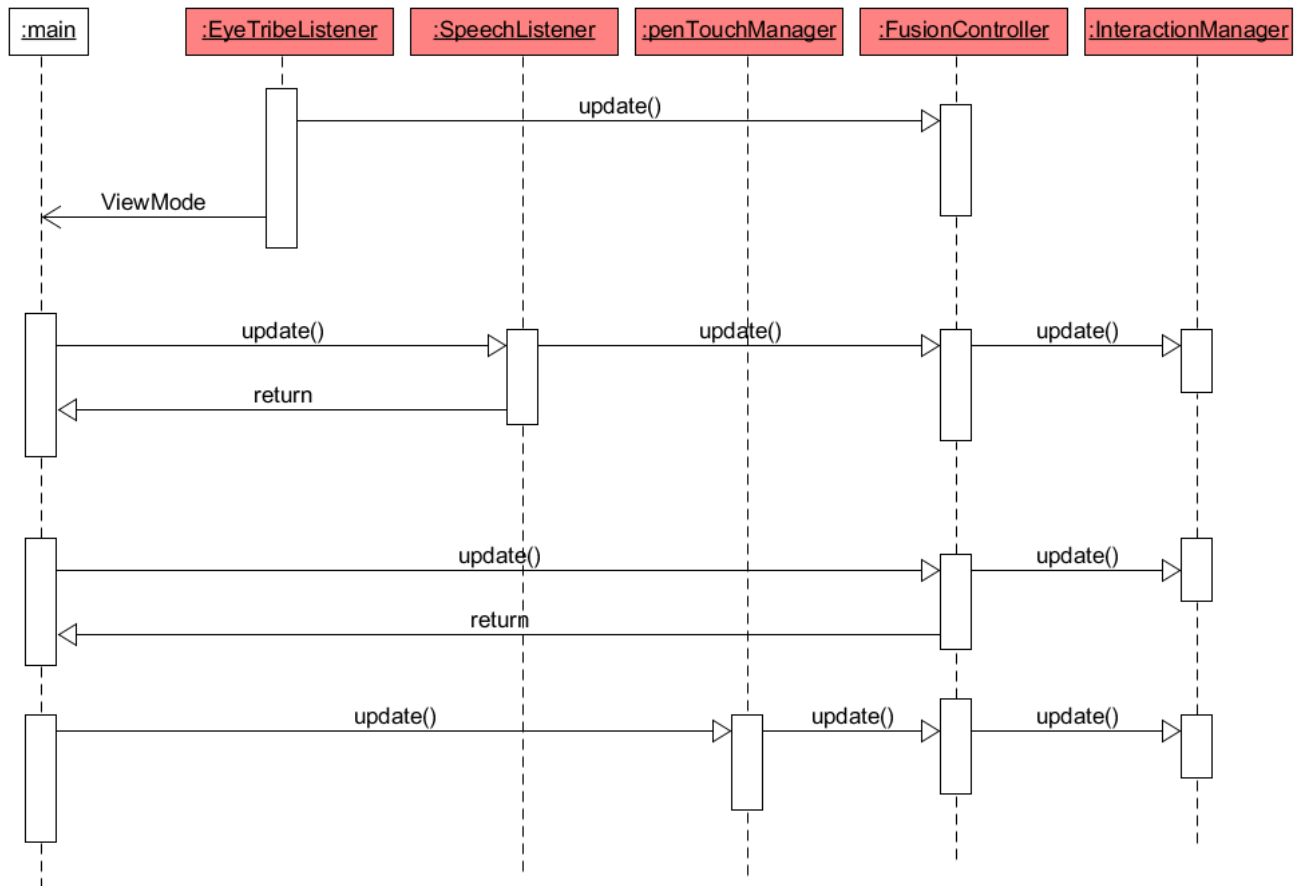 :main
:EyeTribeListener
:SpeechListener
:penTouchManager
:FusionController
:InteractionManager
update()
ViewMode
update()
update()
update()
return
update()
update()
return
update()
update()
update()